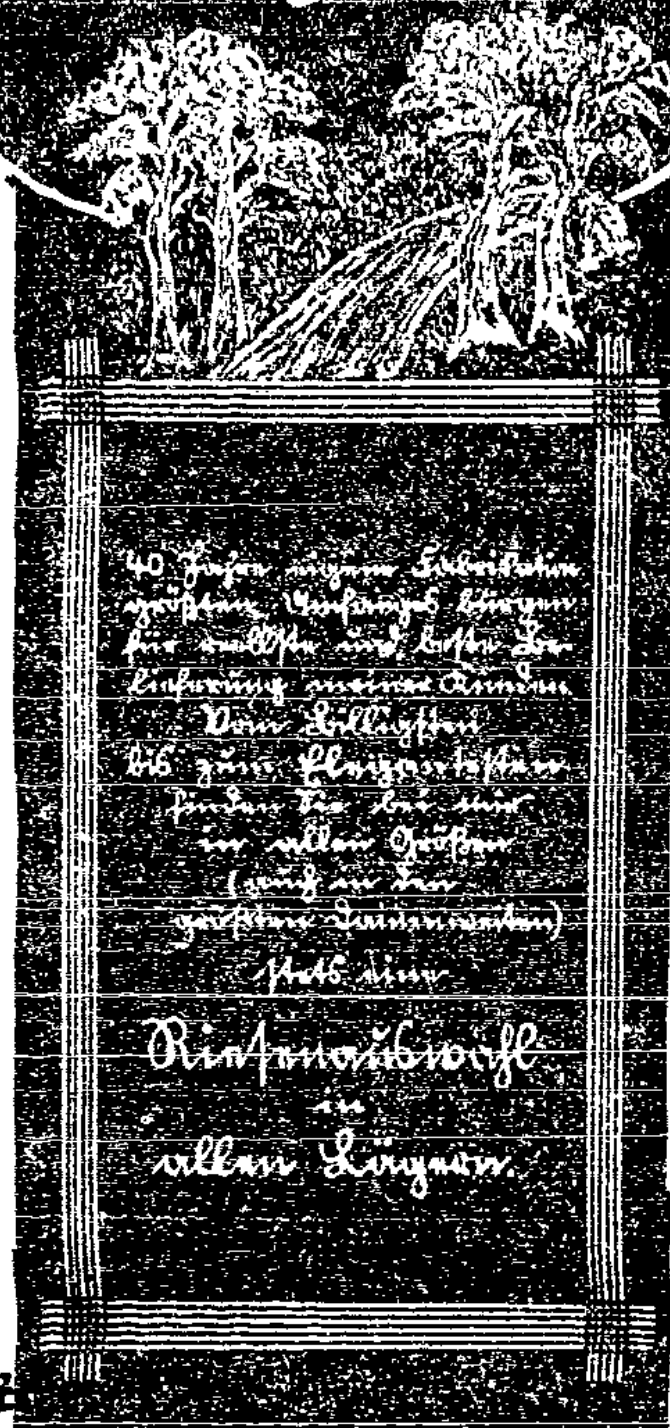 40 Jahre eigene Fabrikation
größten Umfanges bürgen
für reellste und beste Be-
lieferung meiner Kunden.
Vom Billigsten
bis zum Elegantesten
finden Sie bei mir
in allen Größen
(auch in den
größten Damenweiten)
stets eine
Riesenauswahl
in
allen Lägern.